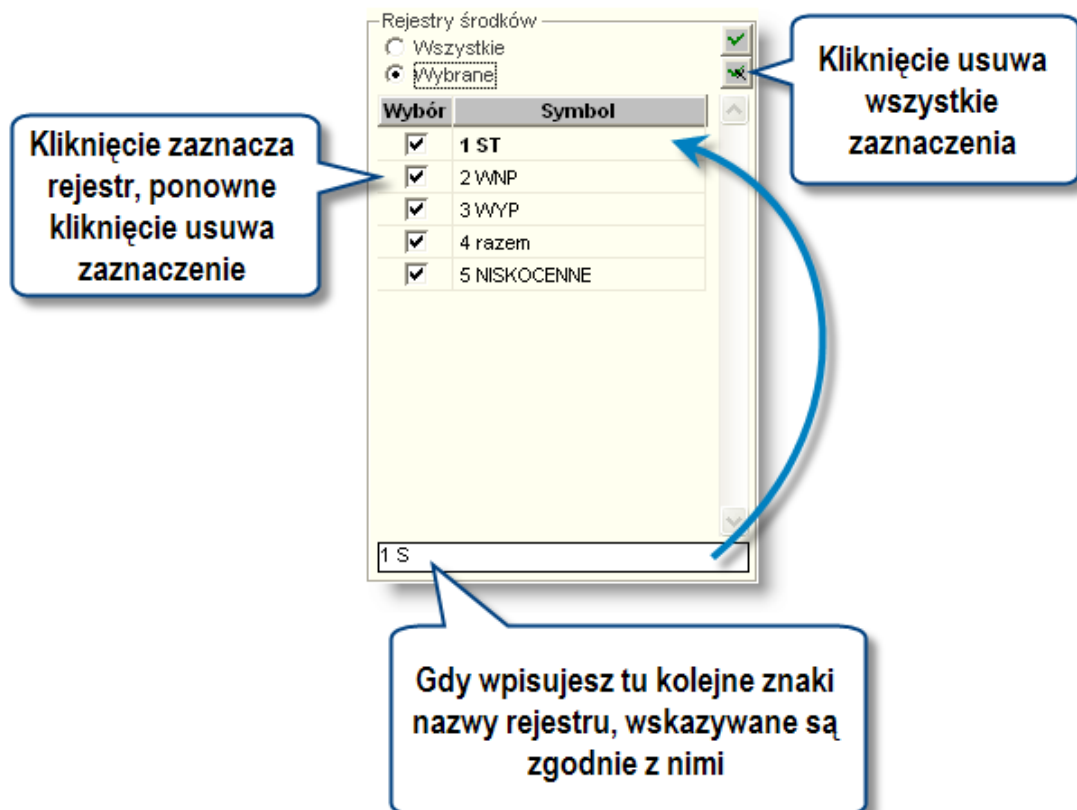 Rejestry środków
Wszystkie
Wybrane
Wybór Symbol
1 ST
2 WNP
3 WYP
4 razem
5 NISKOCENNE
1 S
Kliknięcie usuwa
wszystkie
zaznaczenia
Kliknięcie zaznacza
rejestr, ponowne
kliknięcie usuwa
zaznaczenie
Gdy wpisujesz tu kolejne znaki
nazwy rejestru, wskazywane są
zgodnie z nimi